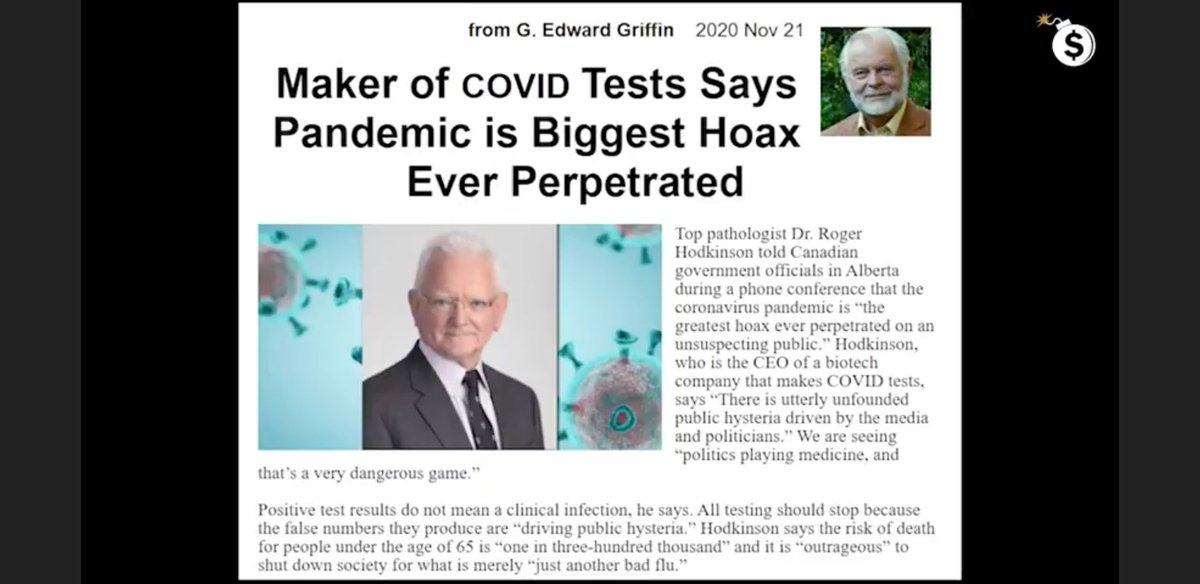 from G. Edward Griffin 2020 Nov 21
$
Maker of COVID Tests Says
Pandemic is Biggest Hoax
Ever Perpetrated
Top pathologist Dr. Roger
Hodkinson told Canadian
government officials in Alberta
during a phone conference that the
coronavirus pandemic is “the
greatest hoax ever perpetrated on an
unsuspecting public.” Hodkinson,
who is the CEO of a biotech
company that makes COVID tests,
says “There is utterly unfounded
public hysteria driven by the media
and politicians.” We are seeing
“politics playing medicine, and
that’s a very dangerous game.”
Positive test results do not mean a clinical infection, he says. All testing should stop because
the false numbers they produce are “driving public hysteria.” Hodkinson says the risk of death
for people under the age of 65 is “one in three-hundred thousand” and it is “outrageous” to
shut down society for what is merely “just another bad flu.”